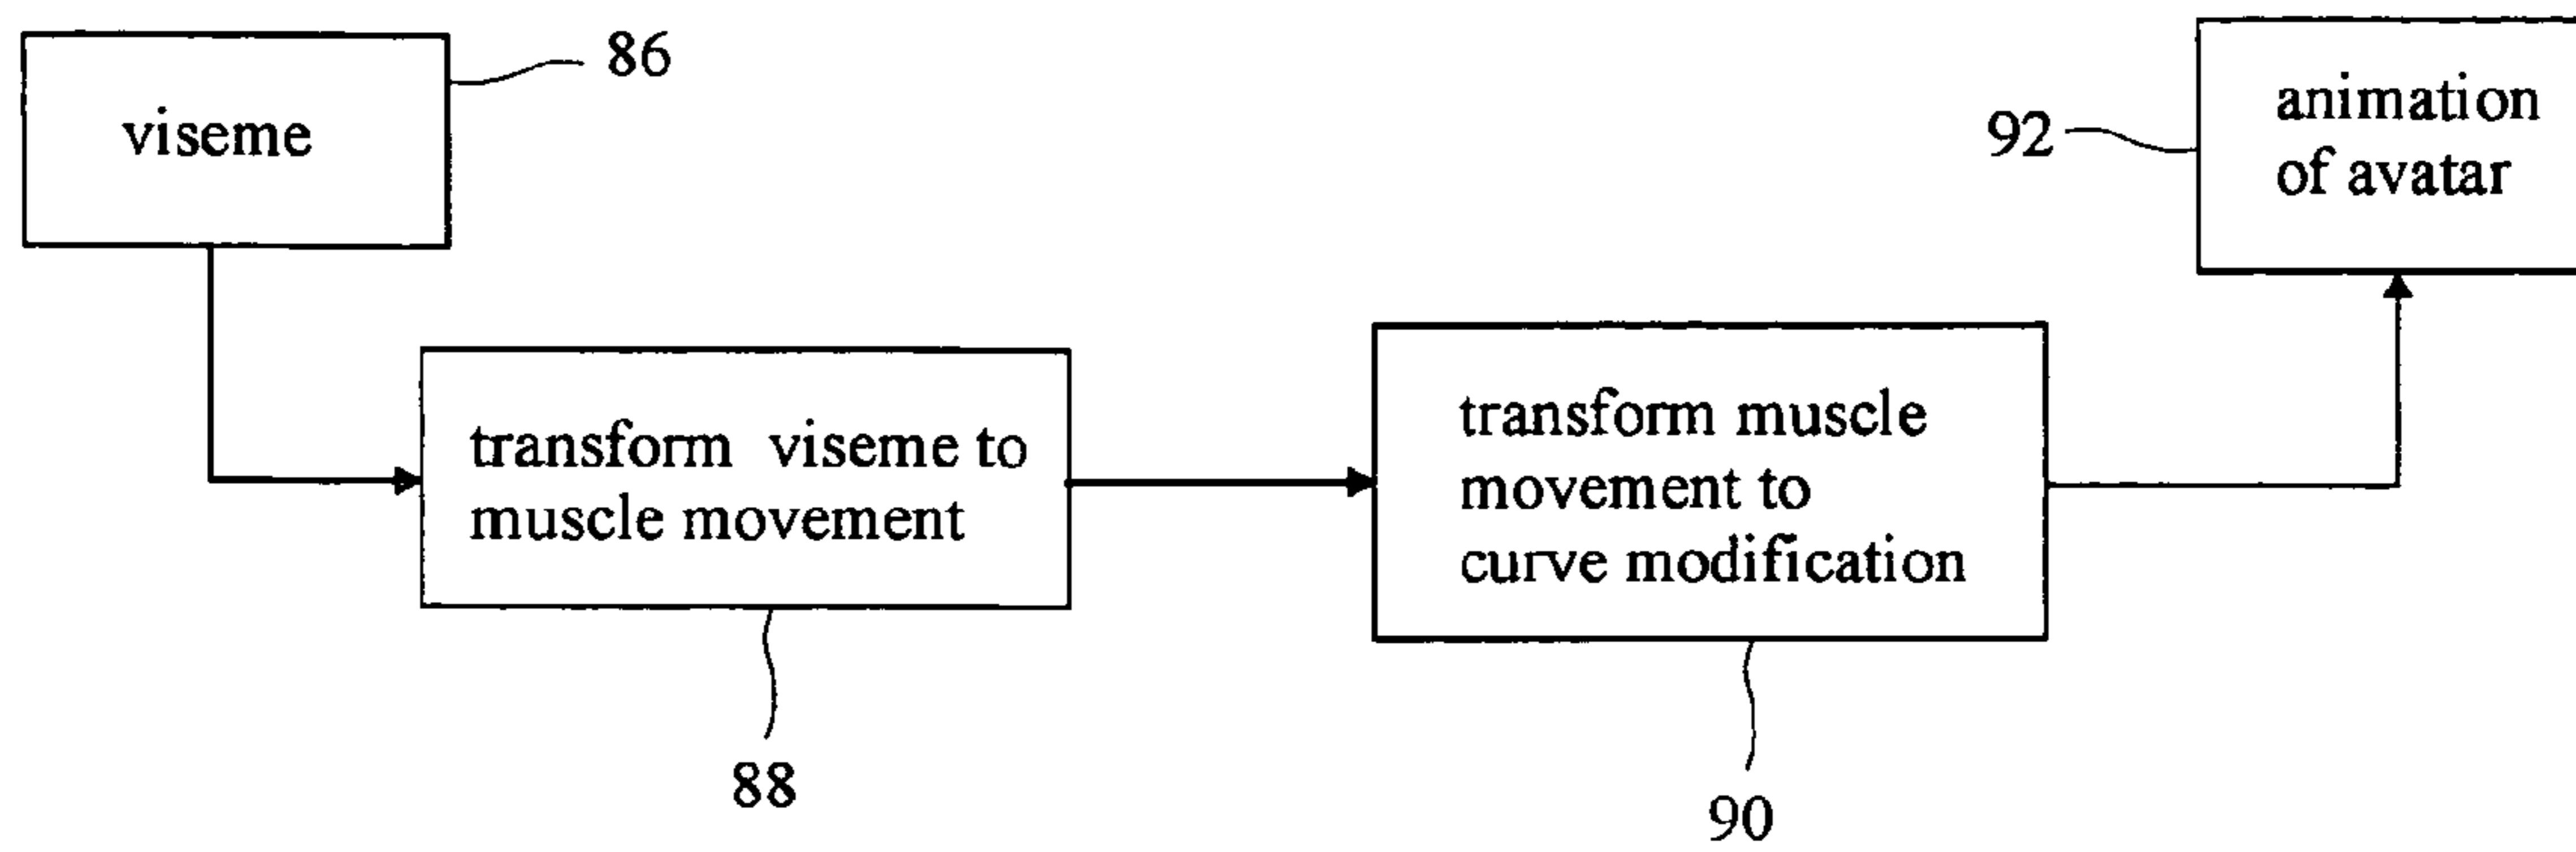 viseme
86
transform viseme to
muscle movement
88
transform muscle
movement to
curve modification
90
92
animation
of avatar